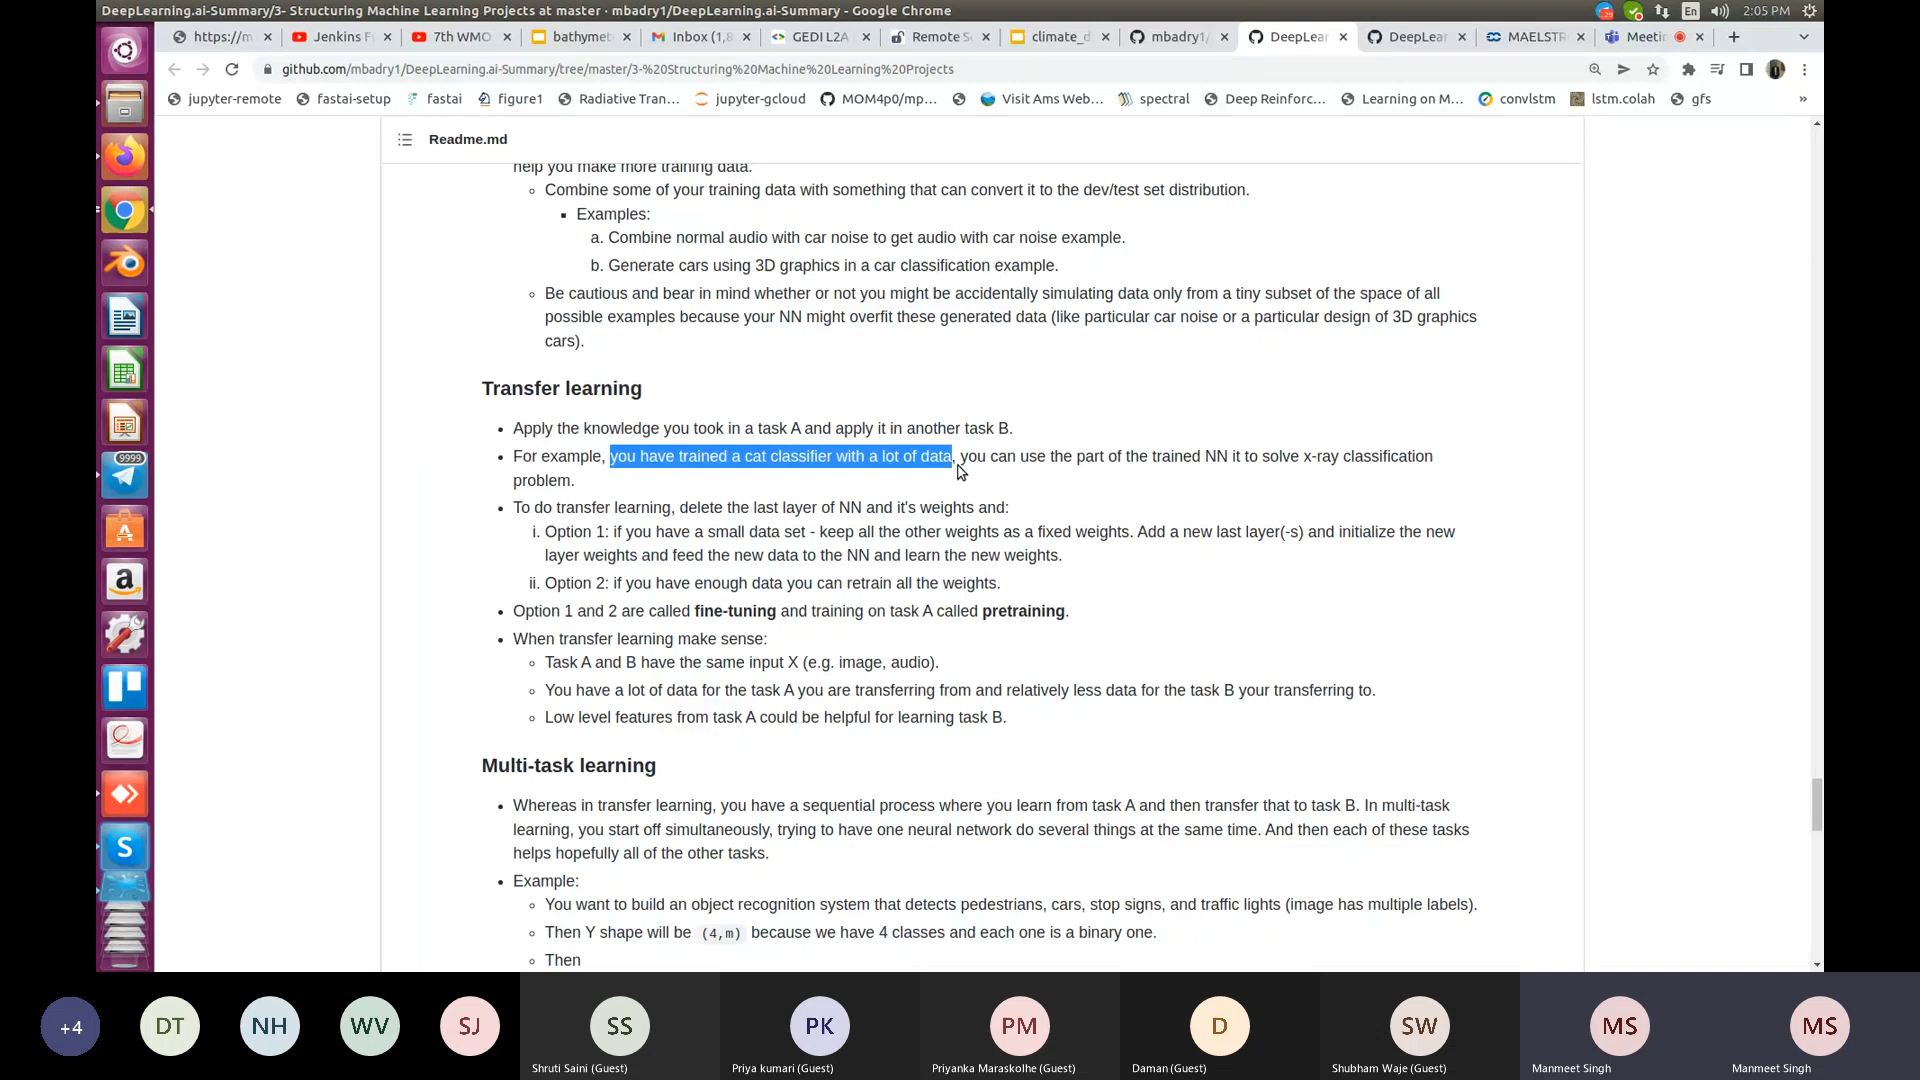 DeepLearning.ai-Summary/3- Structuring Machine Learning Projects at master · mbadry1/DeepLearning.ai-Summary - Google Chrome
En
2:05 PM
https://m
Jenkins F
7th WMO
bathymet
Inbox (1,8
GEDI L2A
Remote S
climate_d
mbadry1/
DeepLear
DeepLear
MAELSTR
Meetin
github.com/mbadry1/DeepLearning.ai-Summary/tree/master/3-%20Structuring%20Machine%20Learning%20Projects
jupyter-remote
fastai-setup
fastai
figure1
Radiative Tran...
jupyter-gcloud
MOM4p0/mp...
Visit Ams Web...
spectral
Deep Reinforc...
Learning on M...
convlstm
lstm.colah
gfs
»
Readme.md
help you make more training data.
Combine some of your training data with something that can convert it to the dev/test set distribution.
Examples:
a. Combine normal audio with car noise to get audio with car noise example.
b. Generate cars using 3D graphics in a car classification example.
Be cautious and bear in mind whether or not you might be accidentally simulating data only from a tiny subset of the space of all
possible examples because your NN might overfit these generated data (like particular car noise or a particular design of 3D graphics
cars).
Transfer learning
Apply the knowledge you took in a task A and apply it in another task B.
For example, you have trained a cat classifier with a lot of data, you can use the part of the trained NN it to solve x-ray classification
problem.
To do transfer learning, delete the last layer of NN and it's weights and:
i. Option 1: if you have a small data set - keep all the other weights as a fixed weights. Add a new last layer(-s) and initialize the new
layer weights and feed the new data to the NN and learn the new weights.
ii. Option 2: if you have enough data you can retrain all the weights.
Option 1 and 2 are called fine-tuning and training on task A called pretraining.
When transfer learning make sense:
Task A and B have the same input X (e.g. image, audio).
You have a lot of data for the task A you are transferring from and relatively less data for the task B your transferring to.
Low level features from task A could be helpful for learning task B.
Multi-task learning
Whereas in transfer learning, you have a sequential process where you learn from task A and then transfer that to task B. In multi-task
learning, you start off simultaneously, trying to have one neural network do several things at the same time. And then each of these tasks
helps hopefully all of the other tasks.
Example:
You want to build an object recognition system that detects pedestrians, cars, stop signs, and traffic lights (image has multiple labels).
Then Y shape will be (4,m) because we have 4 classes and each one is a binary one.
Then
9999
a
S
+4
DT
NH
WV
SJ
SS
PK
PM
D
SW
MS
MS
Shruti Saini (Guest)
Priya kumari (Guest)
Priyanka Maraskolhe (Guest)
Daman (Guest)
Shubham Waje (Guest)
Manmeet Singh
Manmeet Singh